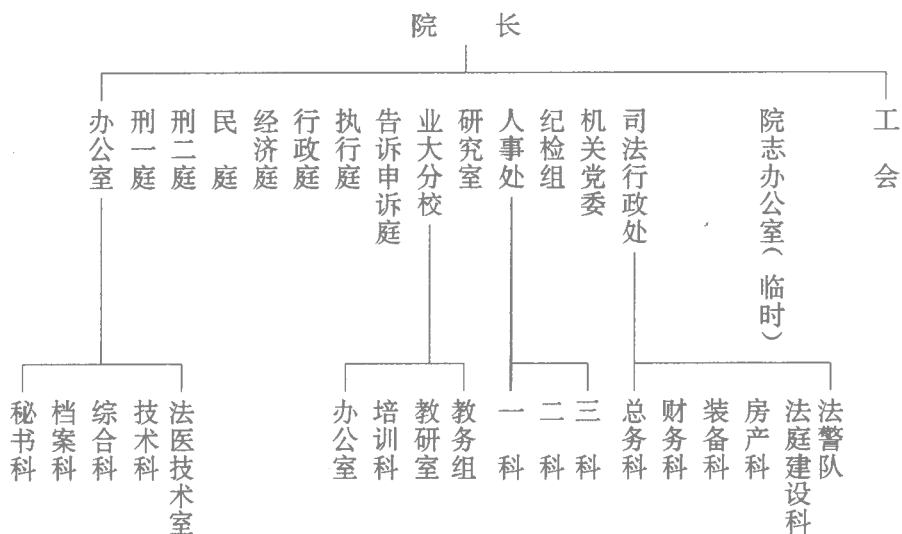 院长
办公室
刑一庭
刑二庭
民庭
经济庭
行政庭
执行庭
告诉申诉庭
业大分校
研究室
人事处
纪检组
机关党委
司法行政处
院志办公室(临时)
工会
秘书科
档案科
综合科
技术科
法医技术室
办公室
培训科
教研室
教务组
一科
二科
三科
总务科
财务科
装备科
房产科
法庭建设科
法警队